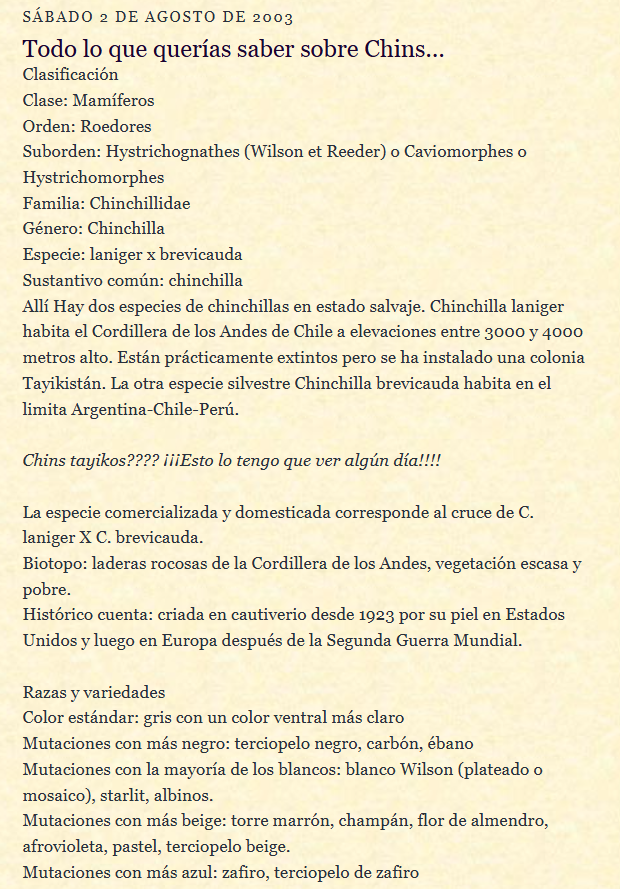 SÁBADO 2 DE AGOSTO DE 2003
Todo lo que querías saber sobre Chins...
Clasificación
Clase: Mamíferos
Orden: Roedores
Suborden: Hystrichognathes (Wilson et Reeder) o Caviomorphes o
Hystrichomorphes
Familia: Chinchillidae
Género: Chinchilla
Especie: laniger x brevicauda
Sustantivo común: chinchilla
Allí Hay dos especies de chinchillas en estado salvaje. Chinchilla laniger
habita el Cordillera de los Andes de Chile a elevaciones entre 3000 y 4000
metros alto. Están prácticamente extintos pero se ha instalado una colonia
Tayikistán. La otra especie silvestre Chinchilla brevicauda habita en el
limita Argentina-Chile-Perú.
Chins tayikos???? ¡¡¡Esto lo tengo que ver algún día!!!!
La especie comercializada y domesticada corresponde al cruce de C.
laniger X C. brevicauda.
Biotopo: laderas rocosas de la Cordillera de los Andes, vegetación escasa y
pobre.
Histórico cuenta: criada en cautiverio desde 1923 por su piel en Estados
Unidos y luego en Europa después de la Segunda Guerra Mundial.
Razas y variedades
Color estándar: gris con un color ventral más claro
Mutaciones con más negro: terciopelo negro, carbón, ébano
Mutaciones con la mayoría de los blancos: blanco Wilson (plateado o
mosaico), starlit, albinos.
Mutaciones con más beige: torre marrón, champán, flor de almendro,
afrovioleta, pastel, terciopelo beige.
Mutaciones con más azul: zafiro, terciopelo de zafiro